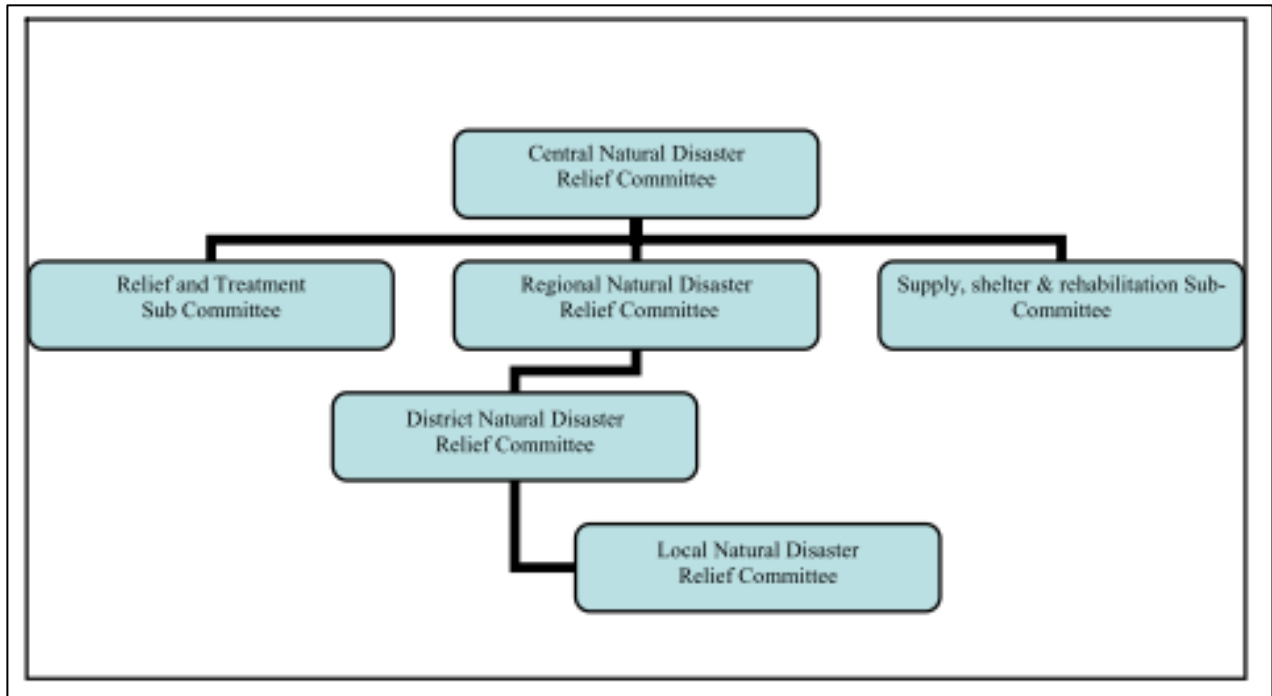 Central Natural Disaster
Relief Committee
Relief and Treatment
Sub Committee
Regional Natural Disaster
Relief Committee
Supply, shelter & rehabilitation Sub-
Committee
District Natural Disaster
Relief Committee
Local Natural Disaster
Relief Committee